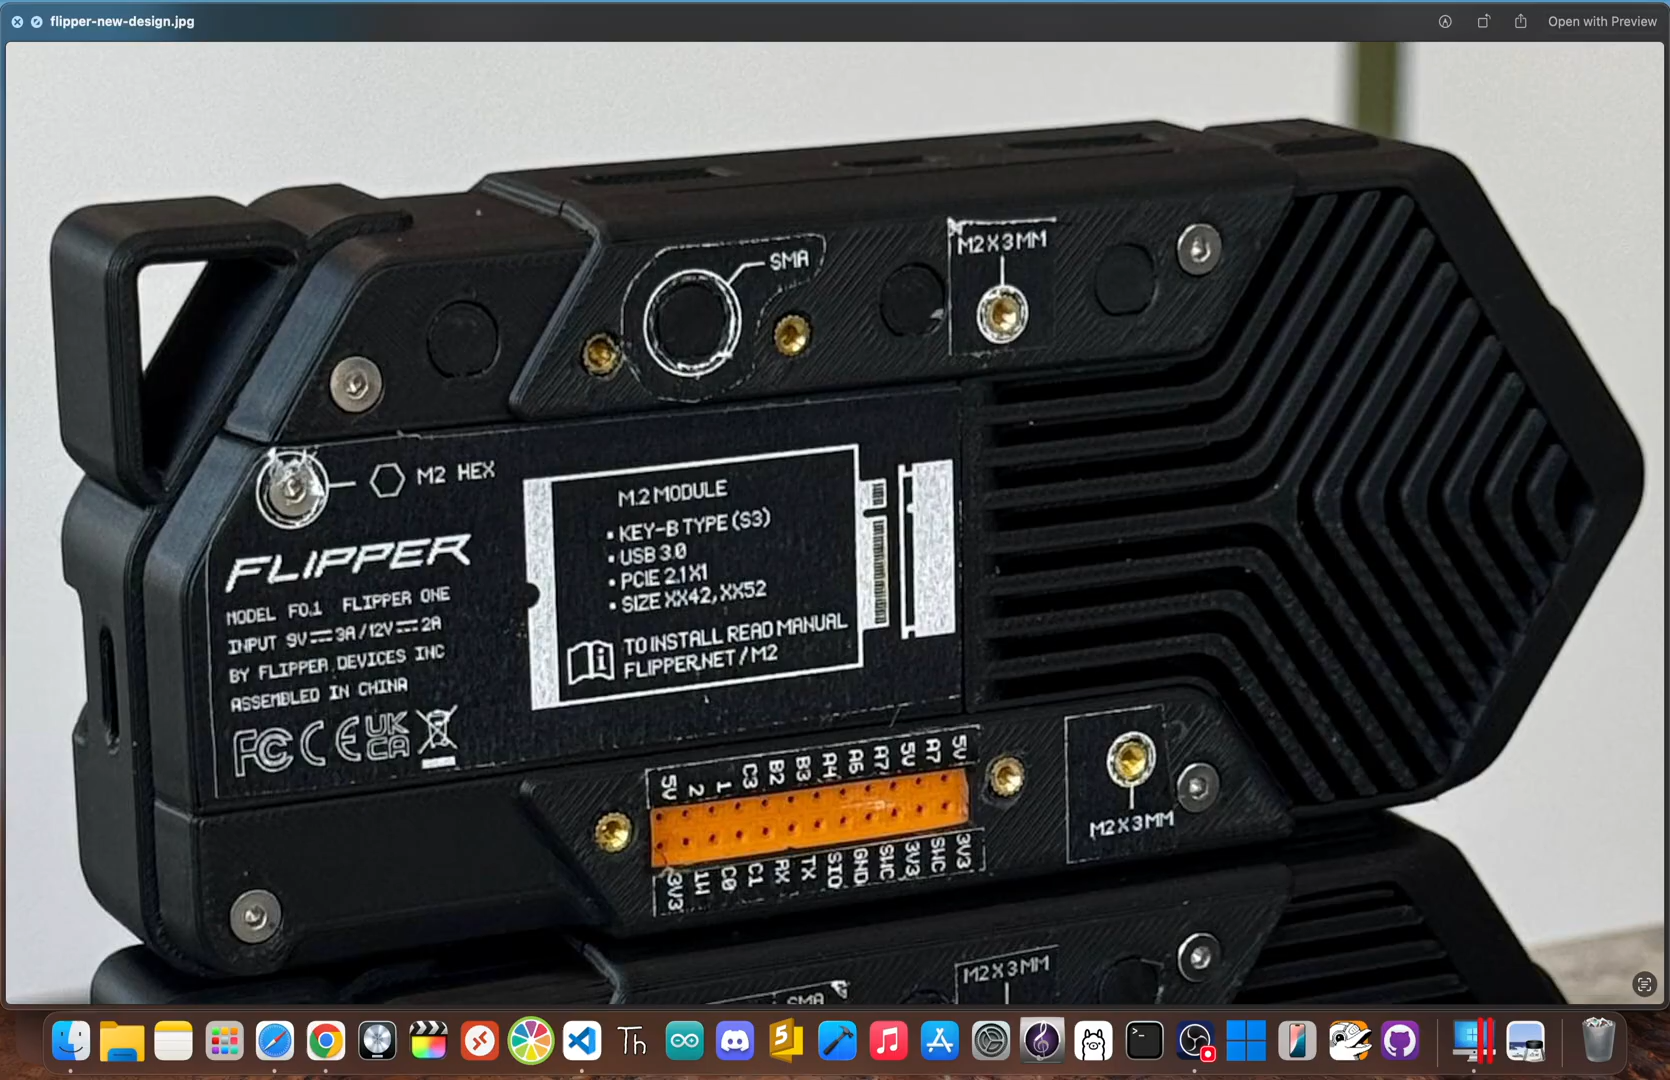 flipper-new-design.jpg
Open with Preview
SMA
M2X3MM
M2 HEX
FLIPPER
MODEL F0.1 FLIPPER ONE
INPUT 9V⎓3A/12V⎓2A
BY FLIPPER DEVICES INC
ASSEMBLED IN CHINA
FC CE UK CA
M.2 MODULE
• KEY-B TYPE (S3)
• USB 3.0
• PCIE 2.1 X1
• SIZE XX42, XX52
TO INSTALL READ MANUAL
FLIPPER.NET/M2
5V 2 1 C3 B2 B3 A4 A6 A7 5V A7 5V
3V3 1W C0 C1 RX TX SIO GND SWC 3V3 SWC 3V3
M2X3MM
SMA
M2X3MM
Th
5